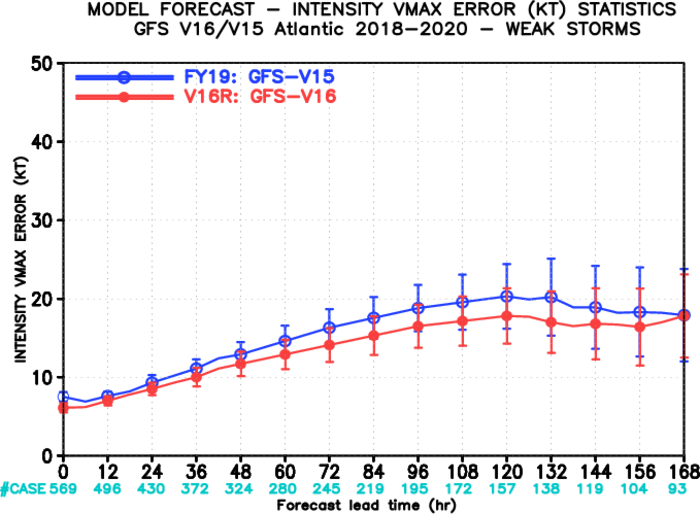 MODEL FORECAST – INTENSITY VMAX ERROR (KT) STATISTICS
GFS V16/V15 Atlantic 2018–2020 – WEAK STORMS
FY19: GFS–V15
V16R: GFS–V16
INTENSITY VMAX ERROR (KT)
50
40
30
20
10
0
0 12 24 36 48 60 72 84 96 108 120 132 144 156 168
#CASE 569 496 430 372 324 280 245 219 195 172 157 138 119 104 93
Forecast lead time (hr)